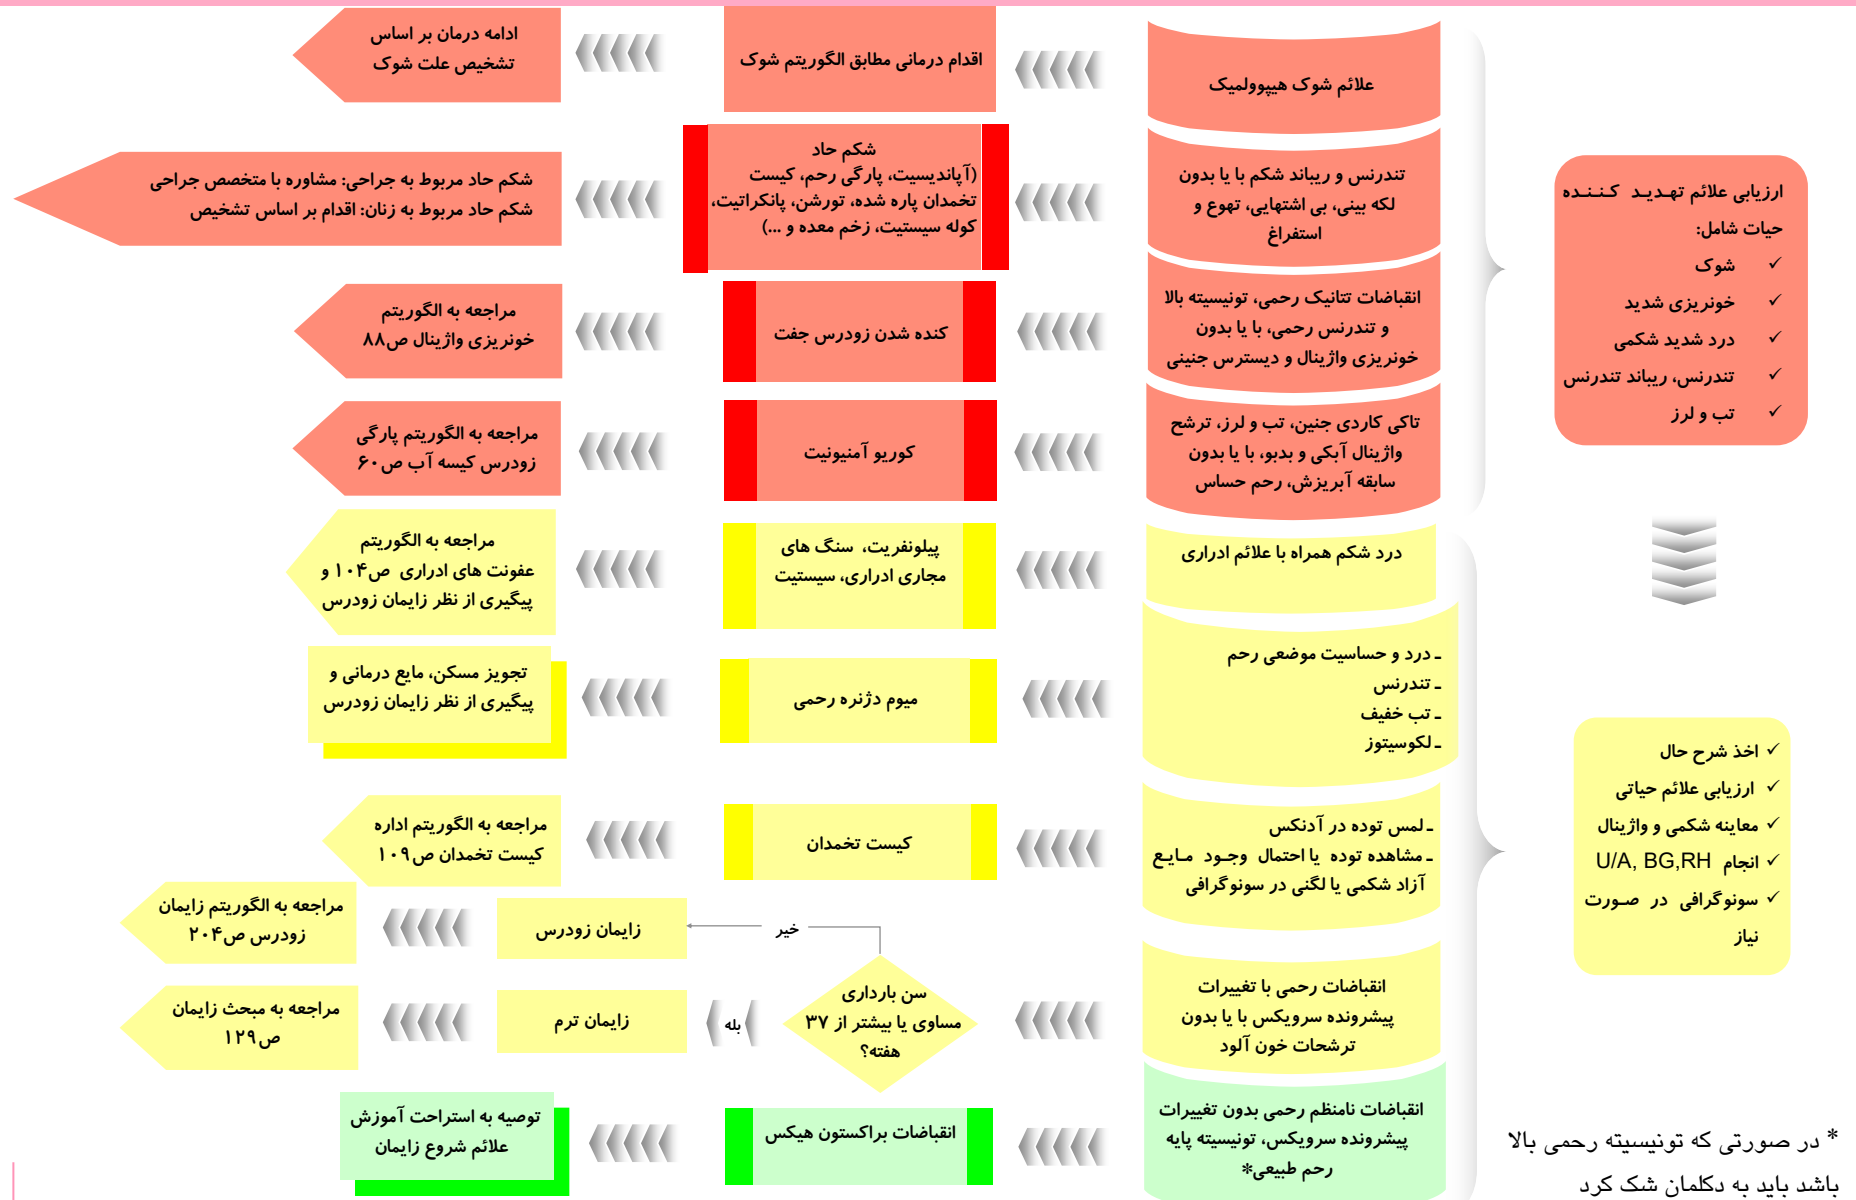 ارزیابی علائم تهدید کننده
حیات شامل:
✓ شوک
✓ خونریزی شدید
✓ درد شدید شکمی
✓ تندرنس، ریباند تندرنس
✓ تب و لرز
علائم شوک هیپوولمیک
اقدام درمانی مطابق الگوریتم شوک
ادامه درمان بر اساس
تشخیص علت شوک
تندرنس و ریباند شکم با یا بدون
لکه بینی، بی اشتهایی، تهوع و
استفراغ
شکم حاد
(آپاندیسیت، پارگی رحم، کیست
تخمدان پاره شده، تورشن، پانکراتیت،
کوله سیستیت، زخم معده و ...)
شکم حاد مربوط به جراحی: مشاوره با متخصص جراحی
شکم حاد مربوط به زنان: اقدام بر اساس تشخیص
انقباضات تتانیک رحمی، تونیسیته بالا
و تندرنس رحمی، با یا بدون
خونریزی واژینال و دیسترس جنینی
کنده شدن زودرس جفت
مراجعه به الگوریتم
خونریزی واژینال ص۸۸
تاکی کاردی جنین، تب و لرز، ترشح
واژینال آبکی و بدبو، با یا بدون
سابقه آبریزش، رحم حساس
کوریو آمنیونیت
مراجعه به الگوریتم پارگی
زودرس کیسه آب ص۶۰
✓ اخذ شرح حال
✓ ارزیابی علائم حیاتی
✓ معاینه شکمی و واژینال
✓ انجام U/A, BG,RH
✓ سونوگرافی در صورت
نیاز
درد شکم همراه با علائم ادراری
پیلونفریت، سنگ های
مجاری ادراری، سیستیت
مراجعه به الگوریتم
عفونت های ادراری ص۱۰۴ و
پیگیری از نظر زایمان زودرس
ـ درد و حساسیت موضعی رحم
ـ تندرنس
ـ تب خفیف
ـ لکوسیتوز
میوم دژنره رحمی
تجویز مسکن، مایع درمانی و
پیگیری از نظر زایمان زودرس
ـ لمس توده در آدنکس
ـ مشاهده توده یا احتمال وجود مایع
آزاد شکمی یا لگنی در سونوگرافی
کیست تخمدان
مراجعه به الگوریتم اداره
کیست تخمدان ص۱۰۹
انقباضات رحمی با تغییرات
پیشرونده سرویکس با یا بدون
ترشحات خون آلود
سن بارداری
مساوی یا بیشتر از ۳۷
هفته؟
خیر
زایمان زودرس
مراجعه به الگوریتم زایمان
زودرس ص۲۰۴
بله
زایمان ترم
مراجعه به مبحث زایمان
ص۱۲۹
انقباضات نامنظم رحمی بدون تغییرات
پیشرونده سرویکس، تونیسیته پایه
رحم طبیعی*
انقباضات براکستون هیکس
توصیه به استراحت آموزش
علائم شروع زایمان
* در صورتی که تونیسیته رحمی بالا
باشد باید به دکلمان شک کرد